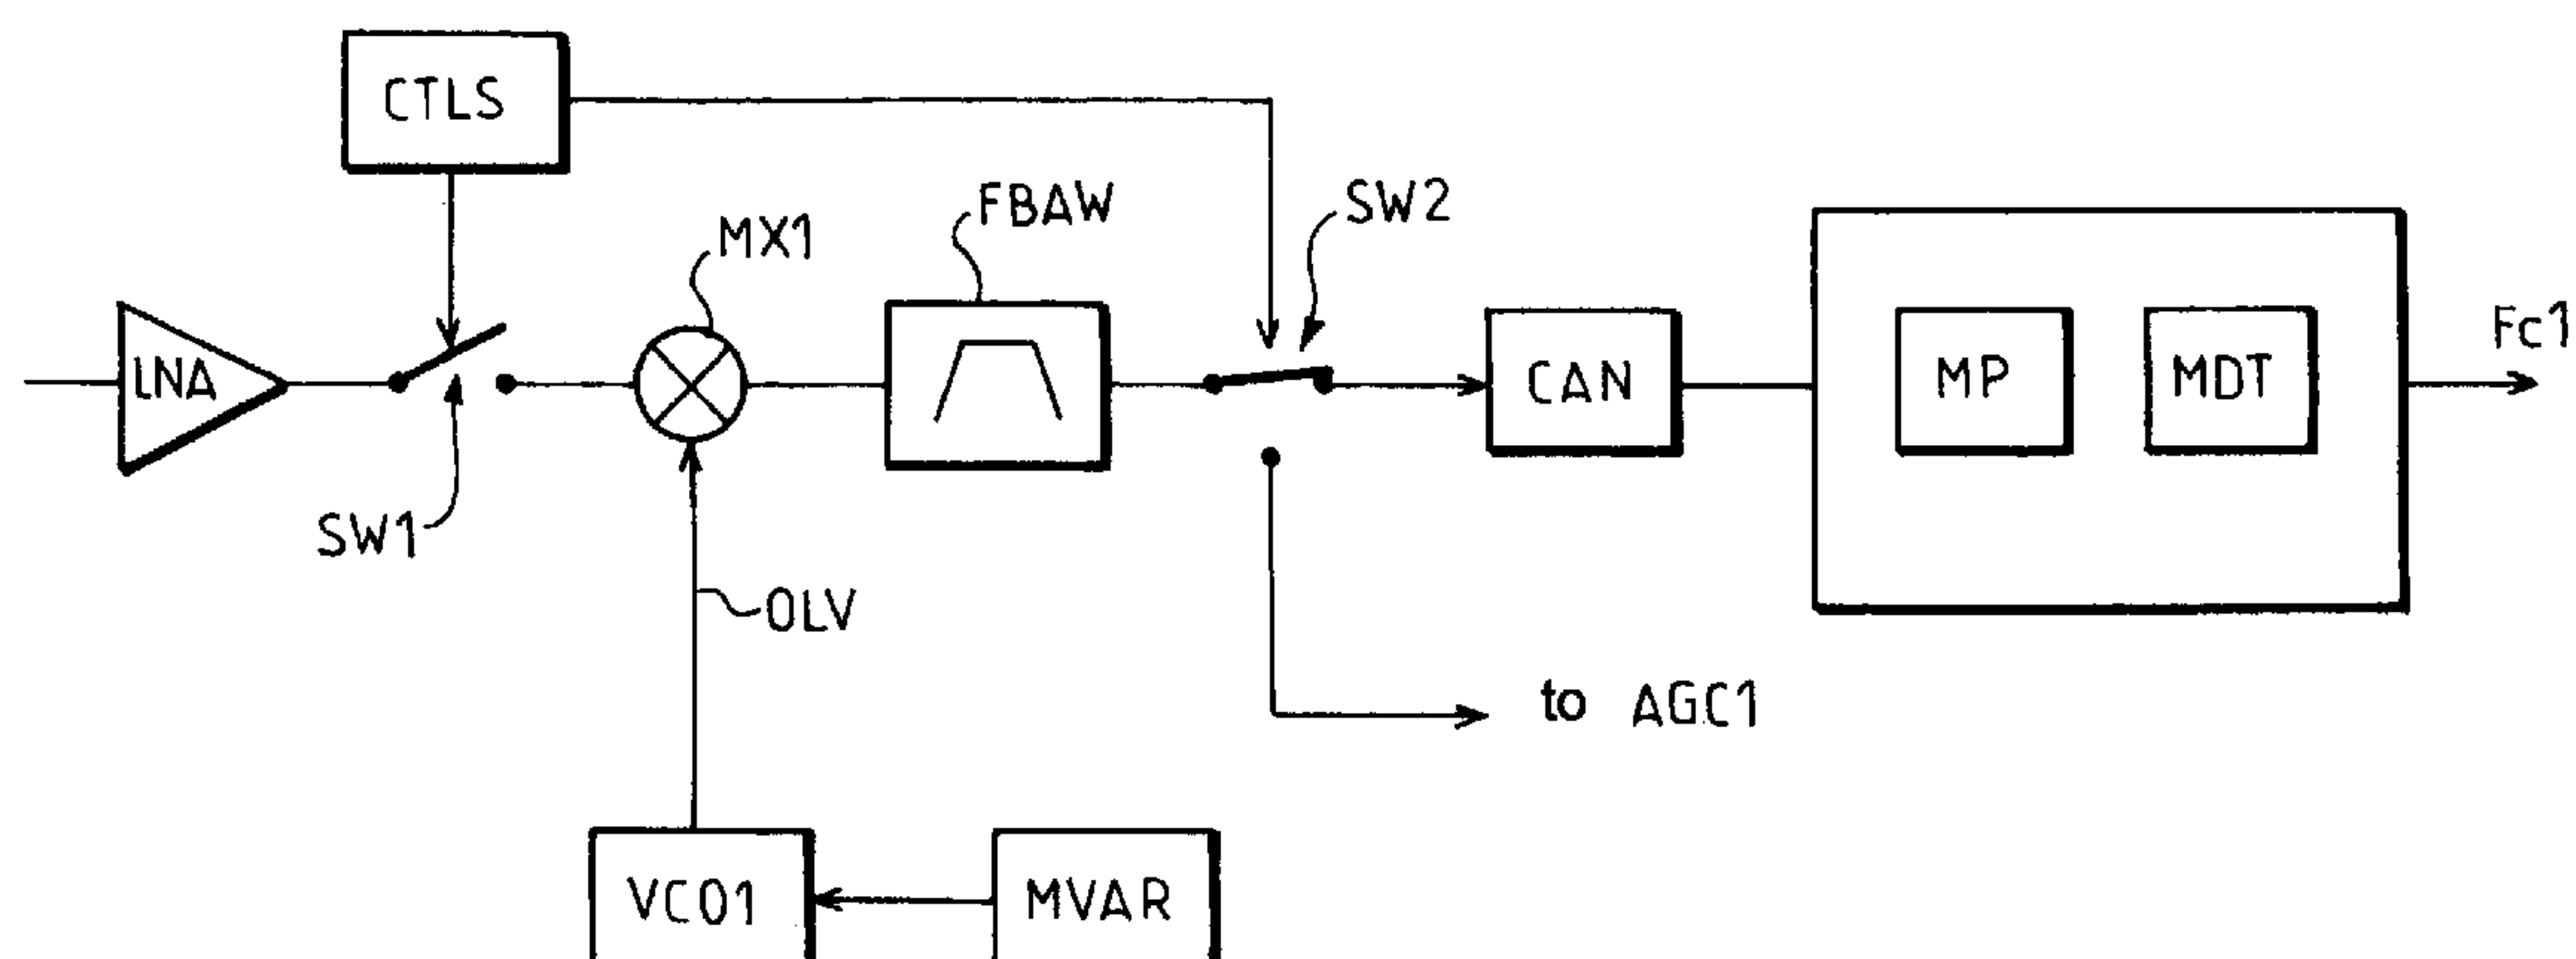 CTLS
FBAW
SW2
MX1
Fc1
LNA
CAN
MP
MDT
SW1
OLV
to AGC1
VCO1
MVAR